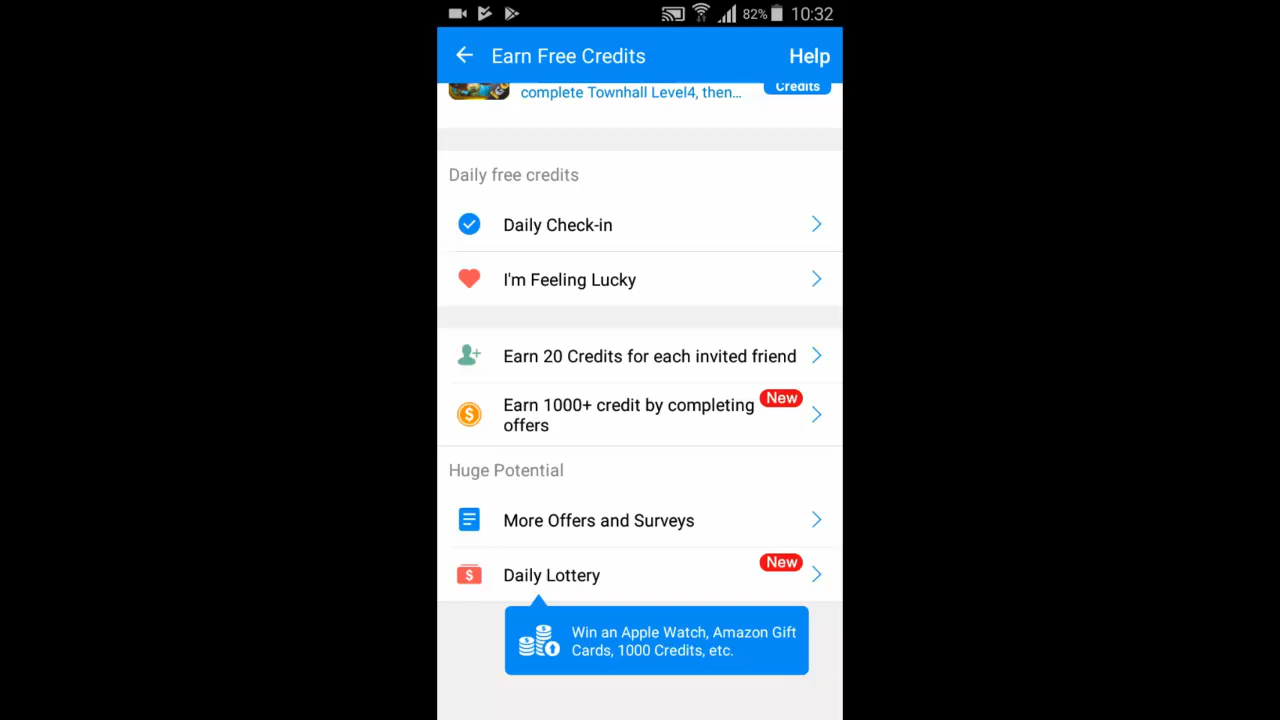 82% 10:32
Earn Free Credits Help
complete Townhall Level4, then... Credits
Daily free credits
Daily Check-in
I'm Feeling Lucky
Earn 20 Credits for each invited friend
Earn 1000+ credit by completing New
offers
Huge Potential
More Offers and Surveys
Daily Lottery New
Win an Apple Watch, Amazon Gift
Cards, 1000 Credits, etc.